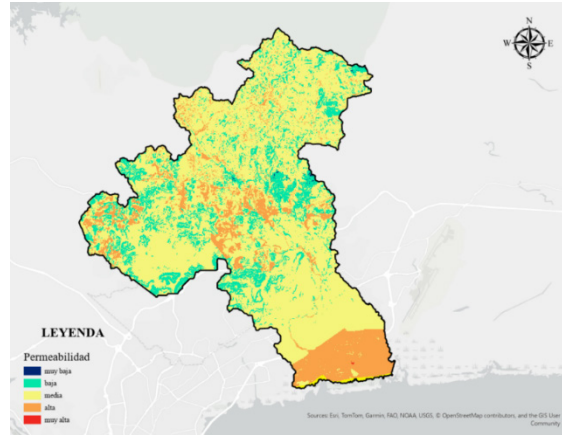 N
W E
S
LEYENDA
Permeabilidad
muy baja
baja
media
alta
muy alta
Sources: Esri, TomTom, Garmin, FAO, NOAA, USGS, © OpenStreetMap contributors, and the GIS User
Community